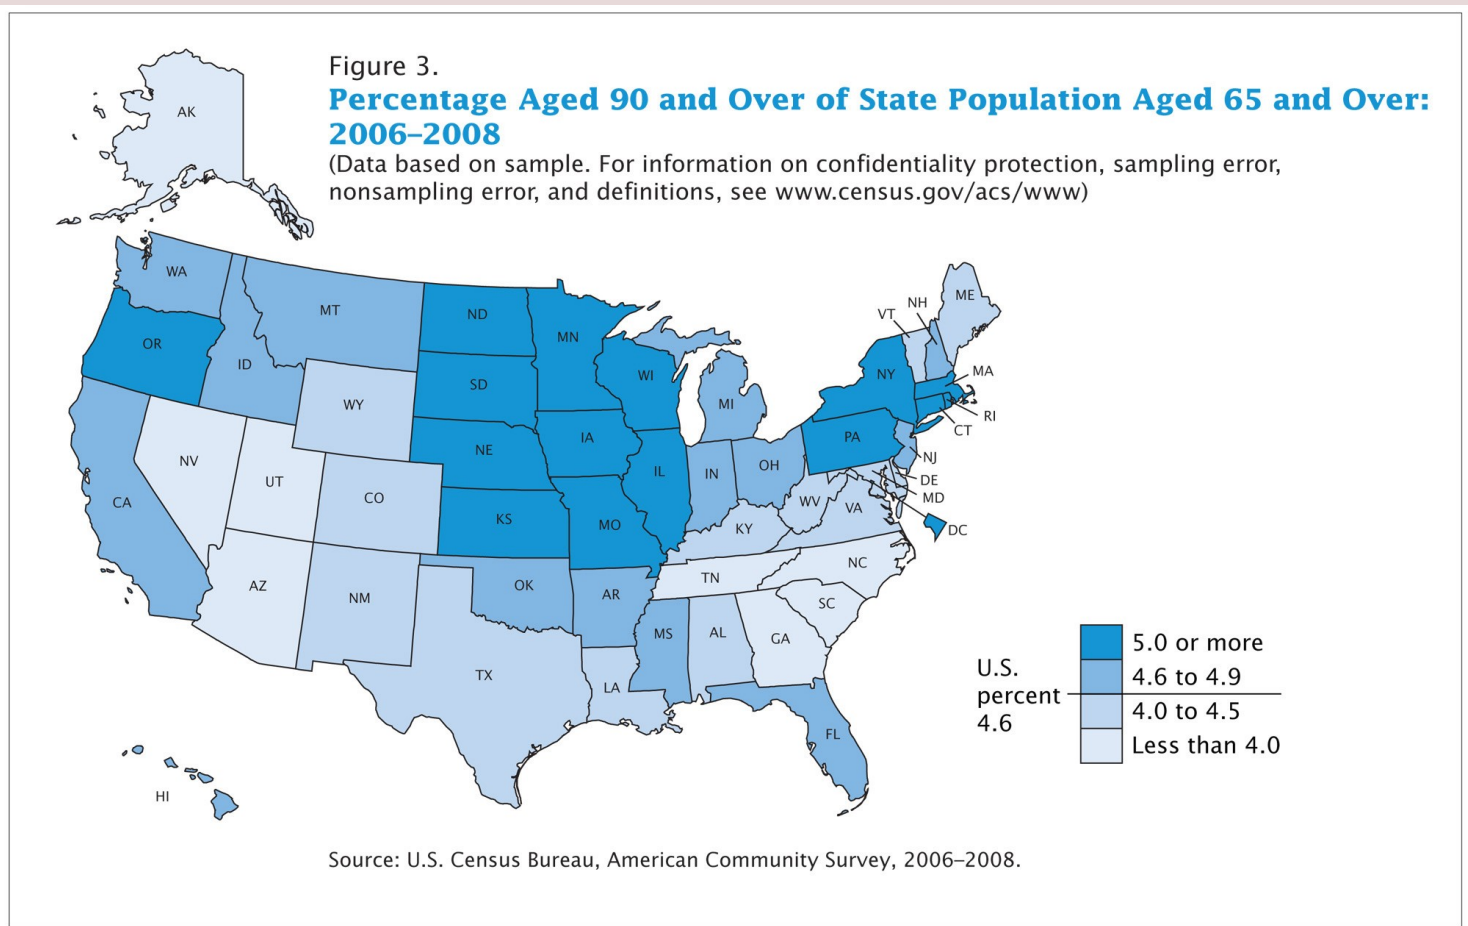 Figure 3.
Percentage Aged 90 and Over of State Population Aged 65 and Over:
2006–2008
(Data based on sample. For information on confidentiality protection, sampling error,
nonsampling error, and definitions, see www.census.gov/acs/www)
AK
WA
MT
ND
MN
OR
ID
SD
WI
WY
MI
NE
IA
NV
UT
CO
CA
KS
MO
IL
IN
OH
PA
NY
VT
NH
ME
MA
RI
CT
NJ
DE
MD
DC
WV
VA
KY
AZ
NM
OK
AR
TN
NC
SC
MS
AL
GA
TX
LA
FL
HI
U.S.
percent
4.6
5.0 or more
4.6 to 4.9
4.0 to 4.5
Less than 4.0
Source: U.S. Census Bureau, American Community Survey, 2006–2008.